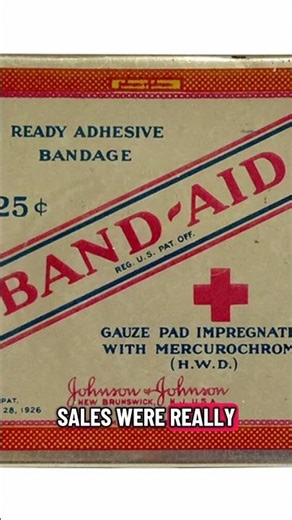 READY ADHESIVE
BANDAGE
25¢
BAND-AID
REG. U.S. PAT. OFF.
GAUZE PAD IMPREGNAT
WITH MERCUROCHROM
(H.W.D.)
Johnson & Johnson
NEW BRUNSWICK, N.J. U.S.A.
PAT.
28, 1926
SALES WERE REALLY